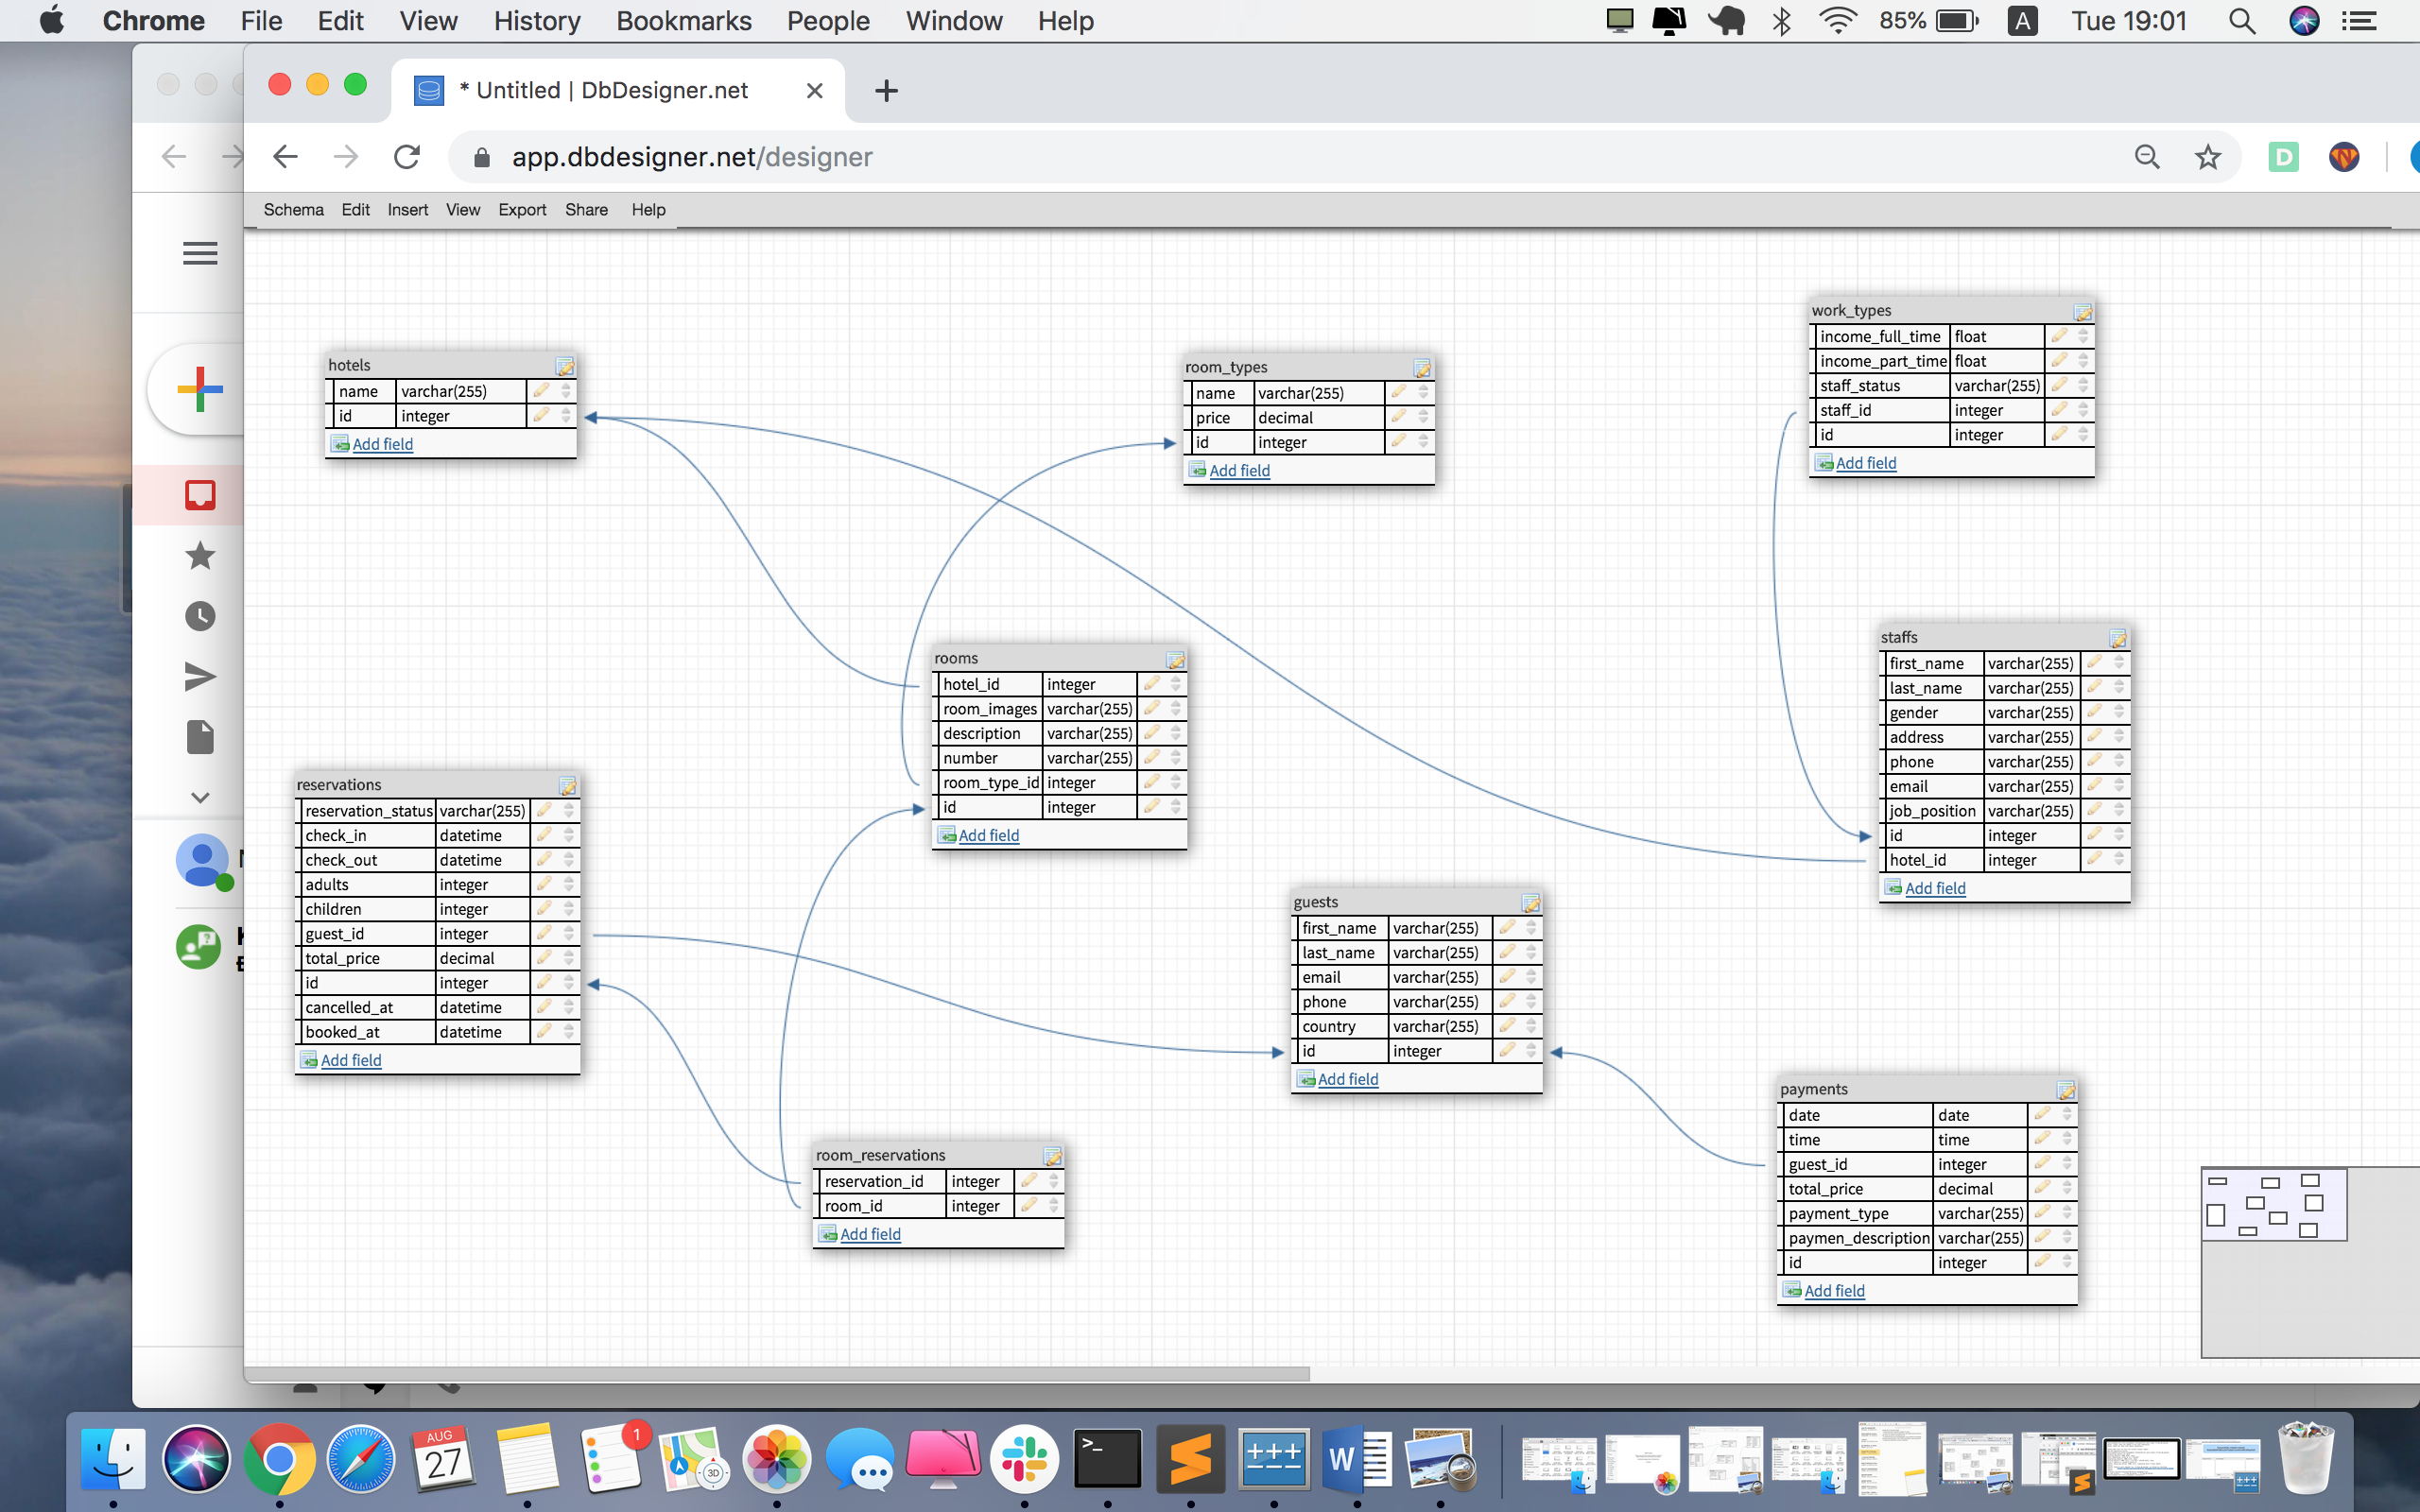 Chrome File Edit View History Bookmarks People Window Help 85% A Tue 19:01
* Untitled | DbDesigner.net
app.dbdesigner.net/designer
D
N
Schema Edit Insert View Export Share Help
hotels
name varchar(255)
id integer
Add field
room_types
name varchar(255)
price decimal
id integer
Add field
work_types
income_full_time float
income_part_time float
staff_status varchar(255)
staff_id integer
id integer
Add field
rooms
hotel_id integer
room_images varchar(255)
description varchar(255)
number varchar(255)
room_type_id integer
id integer
Add field
staffs
first_name varchar(255)
last_name varchar(255)
gender varchar(255)
address varchar(255)
phone varchar(255)
email varchar(255)
job_position varchar(255)
id integer
hotel_id integer
Add field
reservations
reservation_status varchar(255)
check_in datetime
check_out datetime
adults integer
children integer
guest_id integer
total_price decimal
id integer
cancelled_at datetime
booked_at datetime
Add field
guests
first_name varchar(255)
last_name varchar(255)
email varchar(255)
phone varchar(255)
country varchar(255)
id integer
Add field
room_reservations
reservation_id integer
room_id integer
Add field
payments
date date
time time
guest_id integer
total_price decimal
payment_type varchar(255)
paymen_description varchar(255)
id integer
Add field
AUG
27
1
3D
>_
W